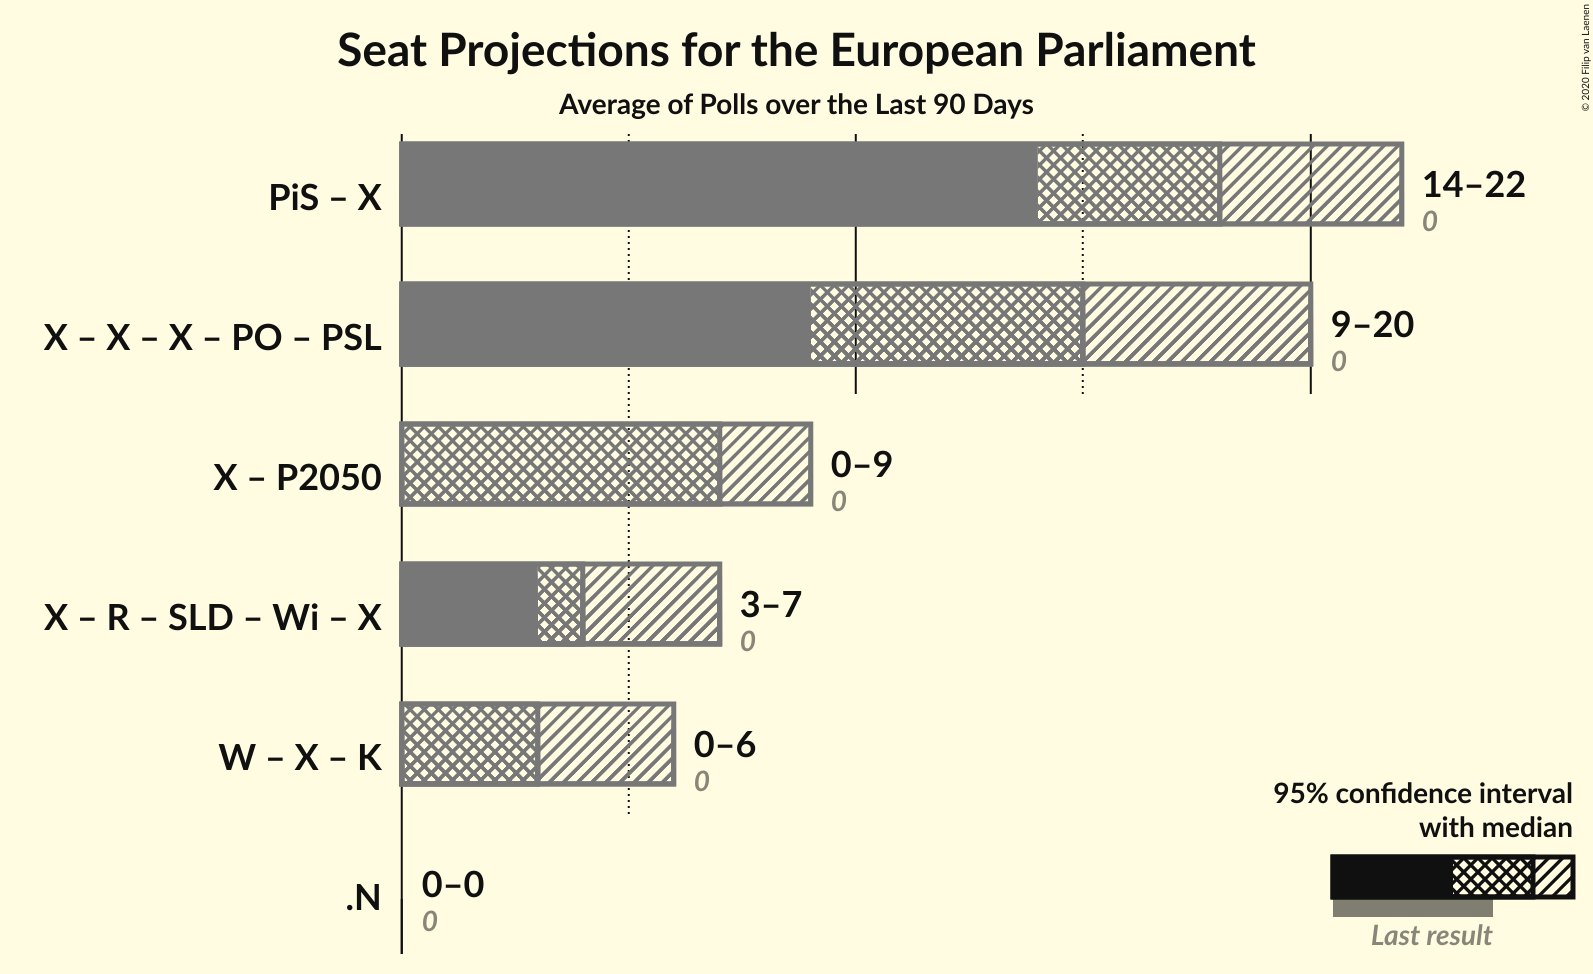 Seat Projections for the European Parliament
Average of Polls over the Last 90 Days
© 2020 Filip van Laenen
PiS – X
14–22
0
X – X – X – PO – PSL
9–20
0
X – P2050
0–9
0
X – R – SLD – Wi – X
3–7
0
W – X – K
0–6
0
.N
0–0
0
95% confidence interval
with median
Last result